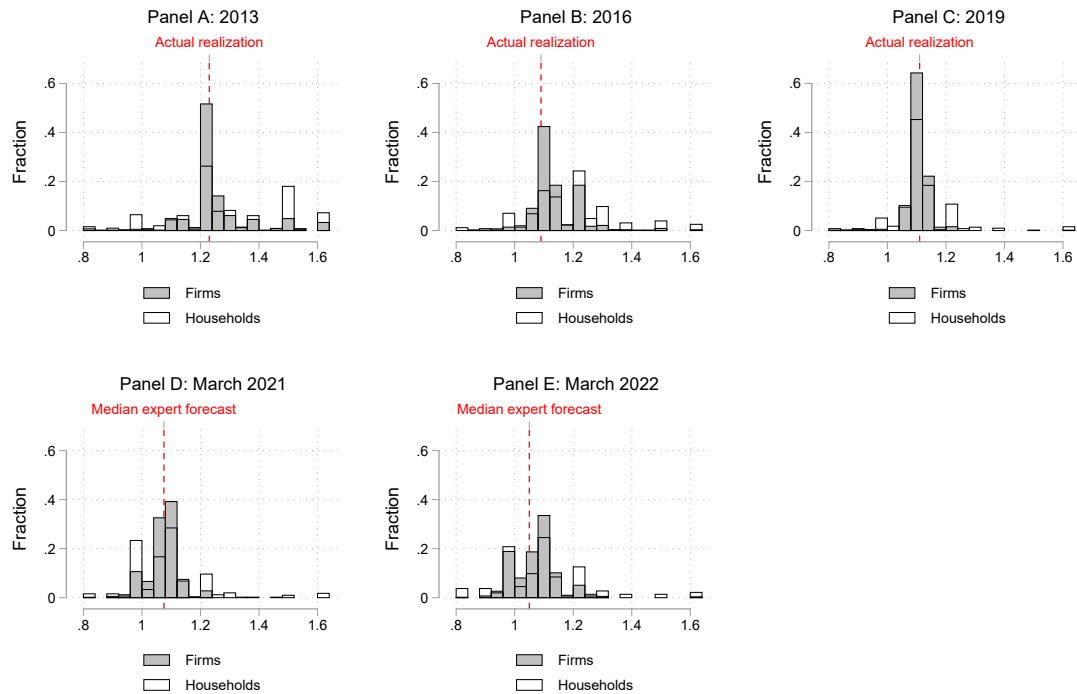 Panel A: 2013
Actual realization
Fraction
.6
.4
.2
0
.8 1 1.2 1.4 1.6
Firms
Households
Panel B: 2016
Actual realization
Fraction
.6
.4
.2
0
.8 1 1.2 1.4 1.6
Firms
Households
Panel C: 2019
Actual realization
Fraction
.6
.4
.2
0
.8 1 1.2 1.4 1.6
Firms
Households
Panel D: March 2021
Median expert forecast
Fraction
.6
.4
.2
0
.8 1 1.2 1.4 1.6
Firms
Households
Panel E: March 2022
Median expert forecast
Fraction
.6
.4
.2
0
.8 1 1.2 1.4 1.6
Firms
Households